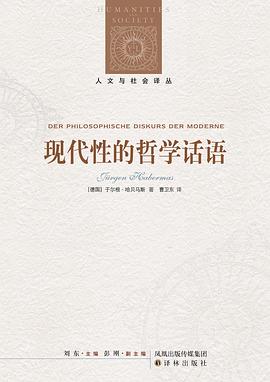 HUMANITIES
SOCIETY
人文与社会译丛
DER PHILOSOPHISCHE DISKURS DER MODERNE
现代性的哲学话语
Jürgen Habermas
[德国] 于尔根·哈贝马斯 著 曹卫东 译
刘东·主编 彭刚·副主编
凤凰出版传媒集团
译林出版社